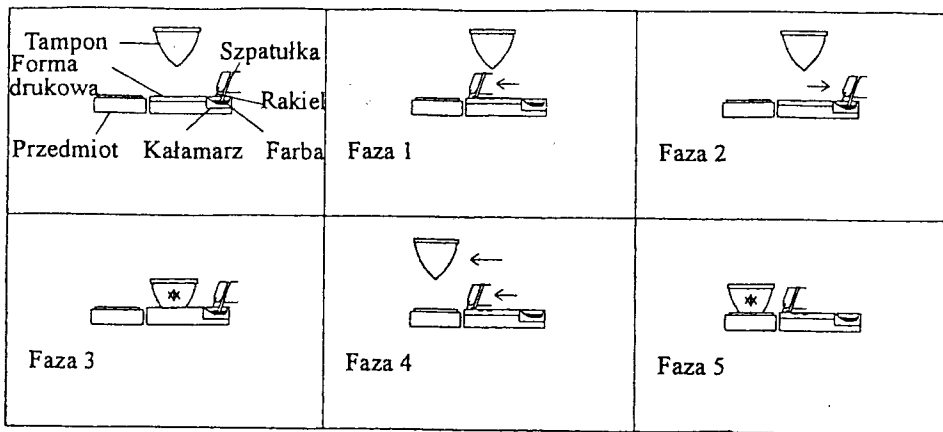 Tampon
Szpatułka
Forma
drukowa
Rakiel
Przedmiot Kałamarz Farba
Faza 1
Faza 2
Faza 3
Faza 4
Faza 5